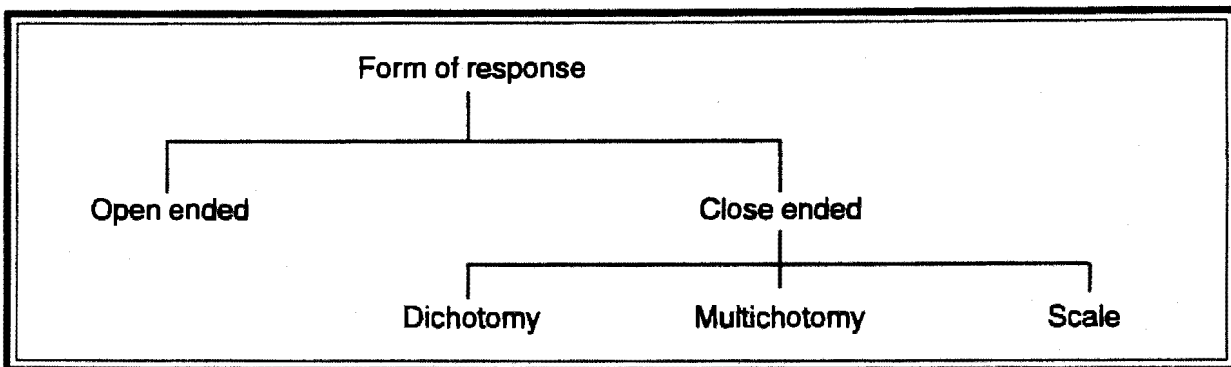 Form of response
Open ended Close ended
Dichotomy Multichotomy Scale